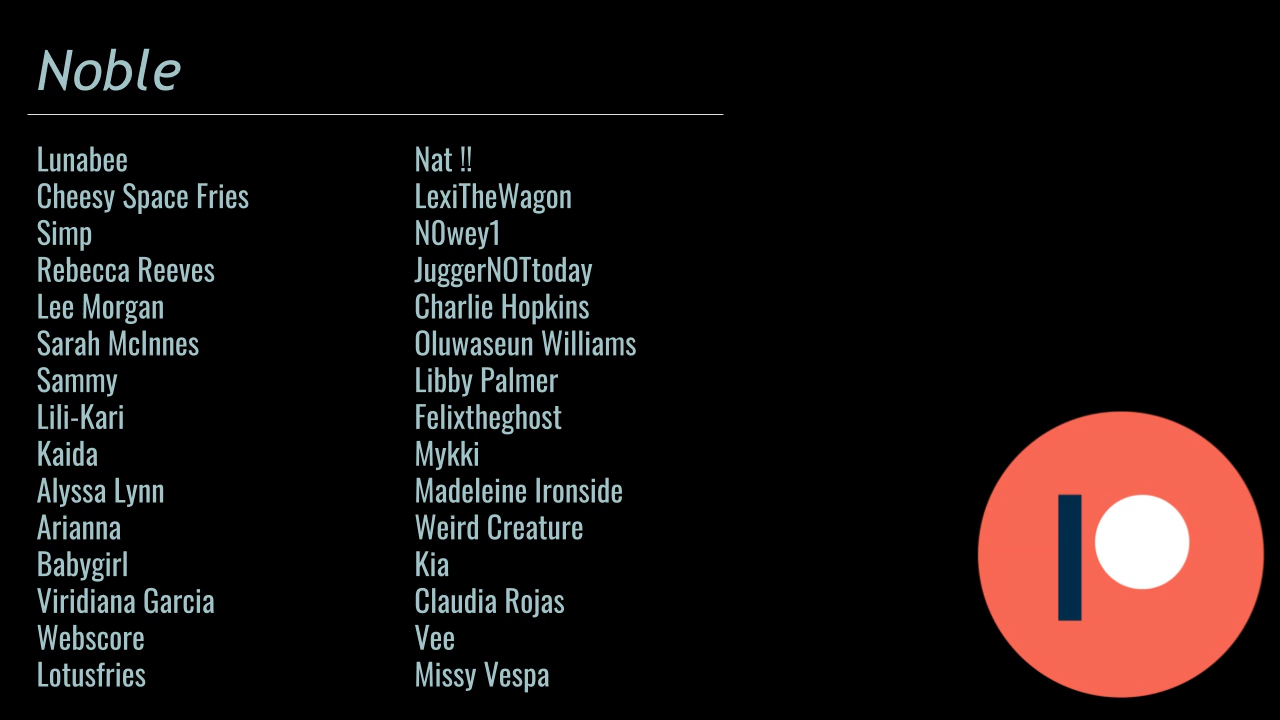 Noble
Lunabee
Cheesy Space Fries
Simp
Rebecca Reeves
Lee Morgan
Sarah McInnes
Sammy
Lili-Kari
Kaida
Alyssa Lynn
Arianna
Babygirl
Viridiana Garcia
Webscore
Lotusfries
Nat !!
LexiTheWagon
N0wey1
JuggerNOTtoday
Charlie Hopkins
Oluwaseun Williams
Libby Palmer
Felixtheghost
Mykki
Madeleine Ironside
Weird Creature
Kia
Claudia Rojas
Vee
Missy Vespa